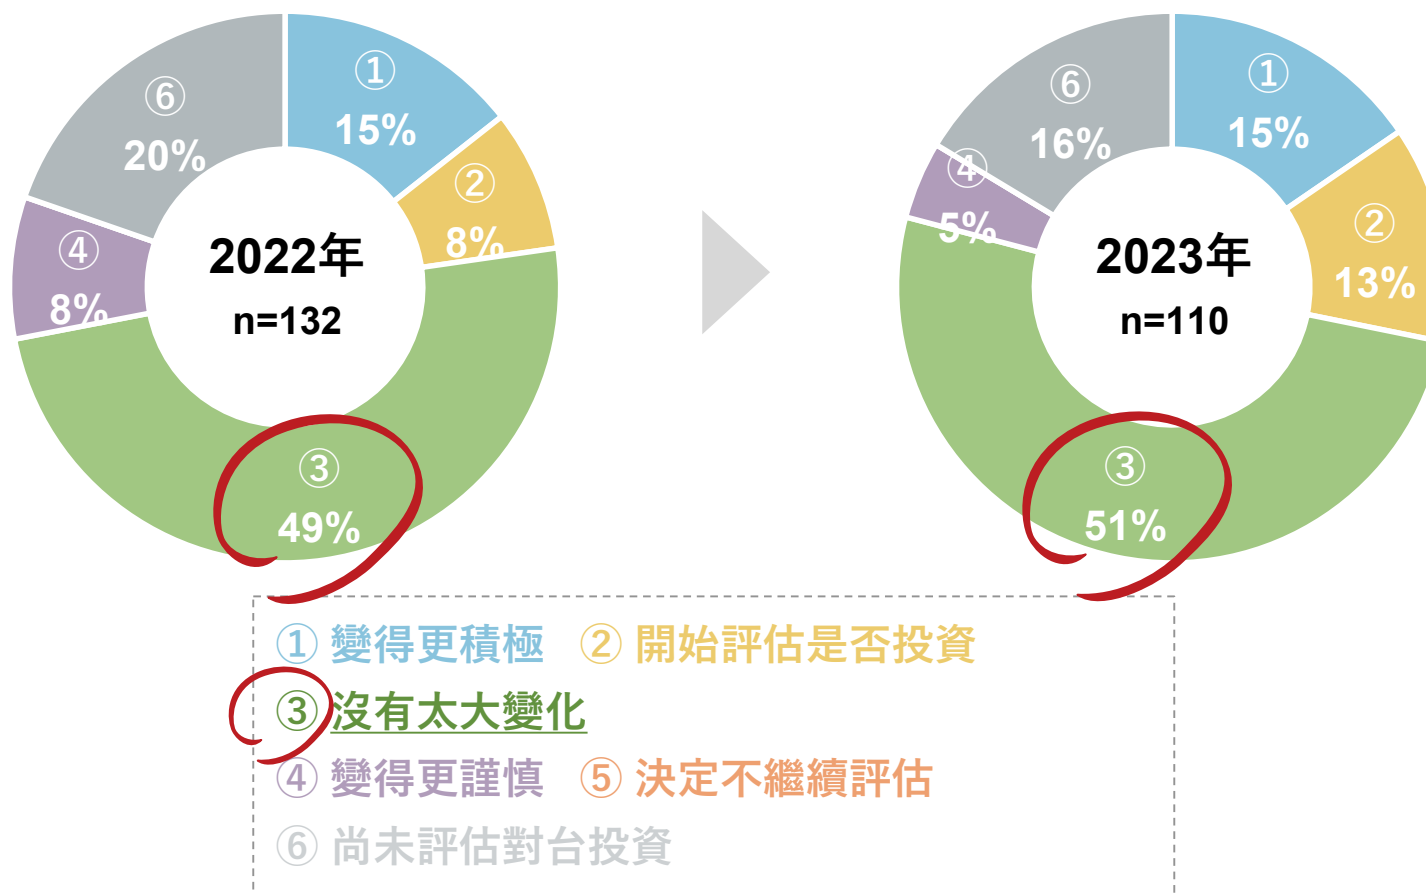 ①
15%
②
8%
③
49%
④
8%
⑥
20%
2022年
n=132
①
15%
②
13%
③
51%
④
5%
⑥
16%
2023年
n=110
① 變得更積極 ② 開始評估是否投資
③ 沒有太大變化
④ 變得更謹慎 ⑤ 決定不繼續評估
⑥ 尚未評估對台投資